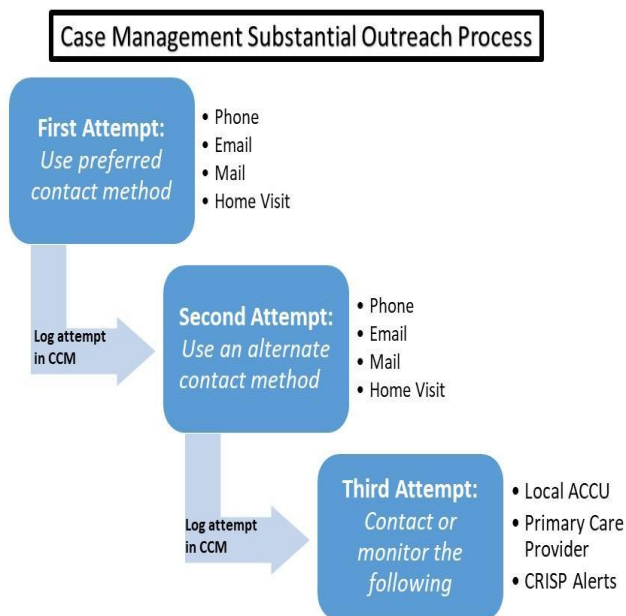 Case Management Substantial Outreach Process
First Attempt:
Use preferred
contact method
• Phone
• Email
• Mail
• Home Visit
Log attempt
in CCM
Second Attempt:
Use an alternate
contact method
• Phone
• Email
• Mail
• Home Visit
Log attempt
in CCM
Third Attempt:
Contact or
monitor the
following
• Local ACCU
• Primary Care
Provider
• CRISP Alerts